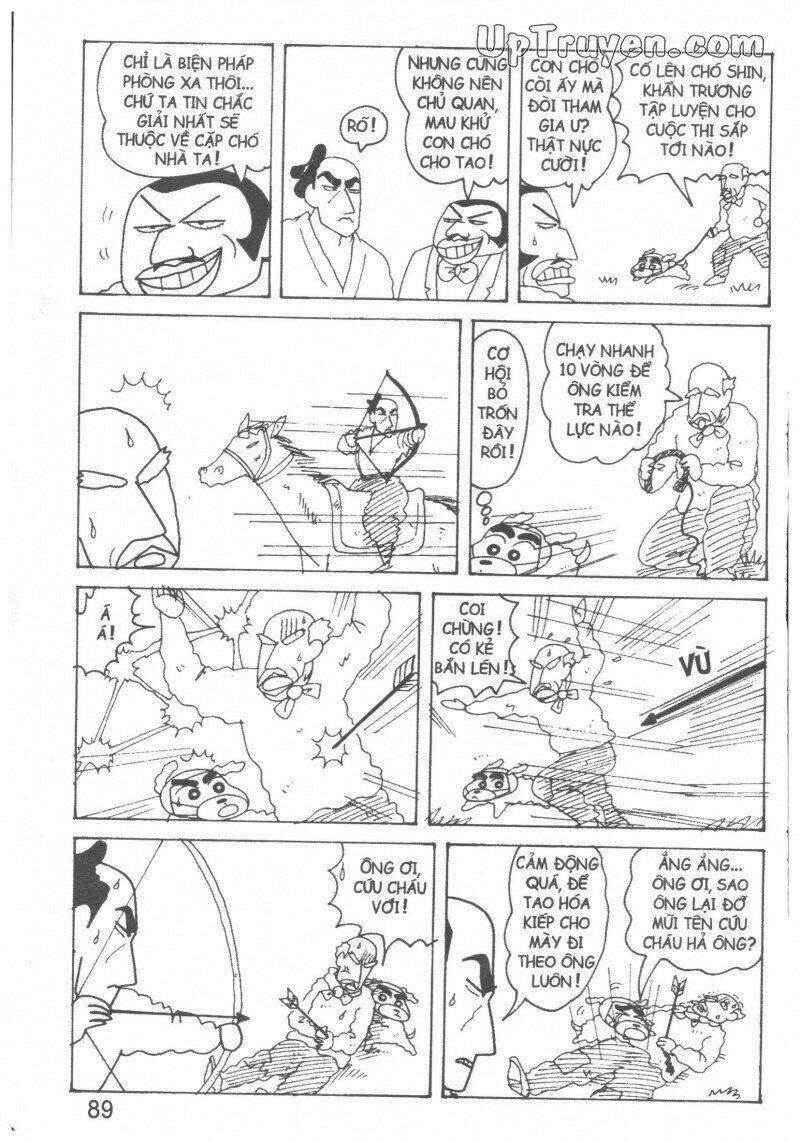 UpTruyen.com
CHỈ LÀ BIỆN PHÁP
PHÒNG XA THÔI...
CHỨ TA TIN CHẮC
GIẢI NHẤT SẼ
THUỘC VỀ CẶP CHÓ
NHÀ TA!
RÕ!
NHƯNG CŨNG
KHÔNG NÊN
CHỦ QUAN,
MAU KHỬ
CON CHÓ
CHO TAO!
CON CHÓ
CÒI ẤY MÀ
ĐÒI THAM
GIA Ư?
THẬT NỰC
CƯỜI!
CỐ LÊN CHÓ SHIN,
KHẨN TRƯƠNG
TẬP LUYỆN CHO
CUỘC THI SẮP
TỚI NÀO!
CƠ
HỘI
BỎ
TRỐN
ĐÂY
RỒI!
CHẠY NHANH
10 VÒNG ĐỂ
ÔNG KIỂM
TRA THỂ
LỰC NÀO!
Á
Á!
COI
CHỪNG!
CÓ KẺ
BẮN LÉN!
VÙ
ÔNG ƠI,
CỨU CHÁU
VỚI!
CẢM ĐỘNG
QUÁ, ĐỂ
TAO HÓA
KIẾP CHO
MÀY ĐI
THEO ÔNG
LUÔN!
ẲNG ẲNG...
ÔNG ƠI, SAO
ÔNG LẠI ĐỠ
MŨI TÊN CỨU
CHÁU HẢ ÔNG?
89